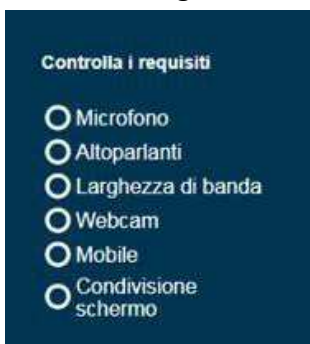 Controlla i requisiti
Microfono
Altoparlanti
Larghezza di banda
Webcam
Mobile
Condivisione
schermo